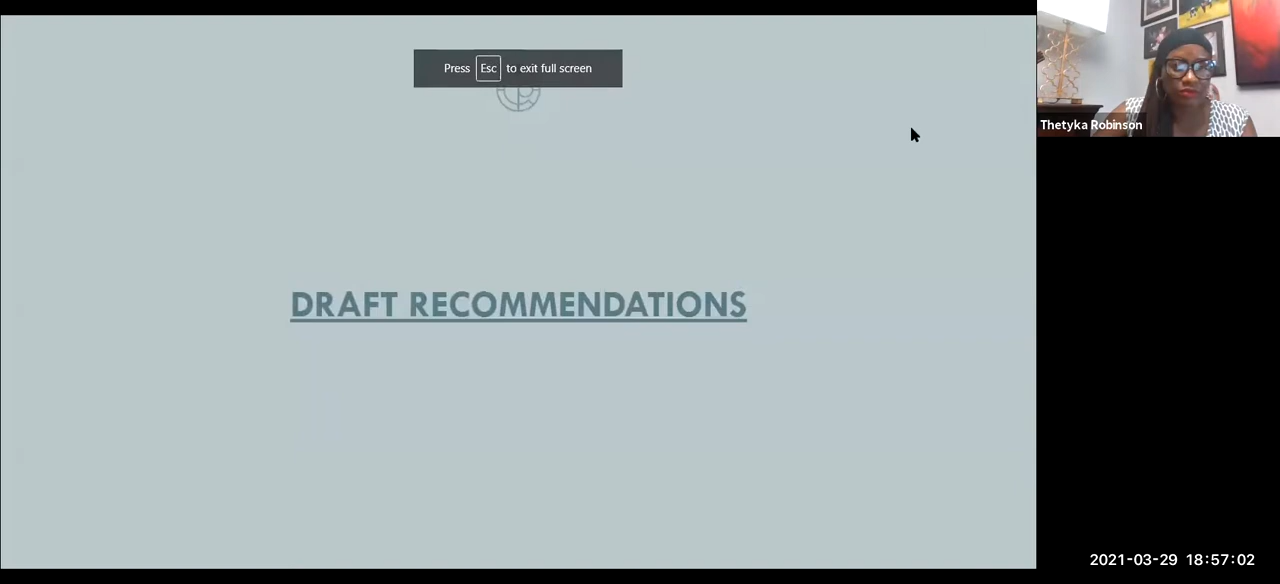 Press Esc to exit full screen
Thetyka Robinson
DRAFT RECOMMENDATIONS
2021-03-29 18:57:02